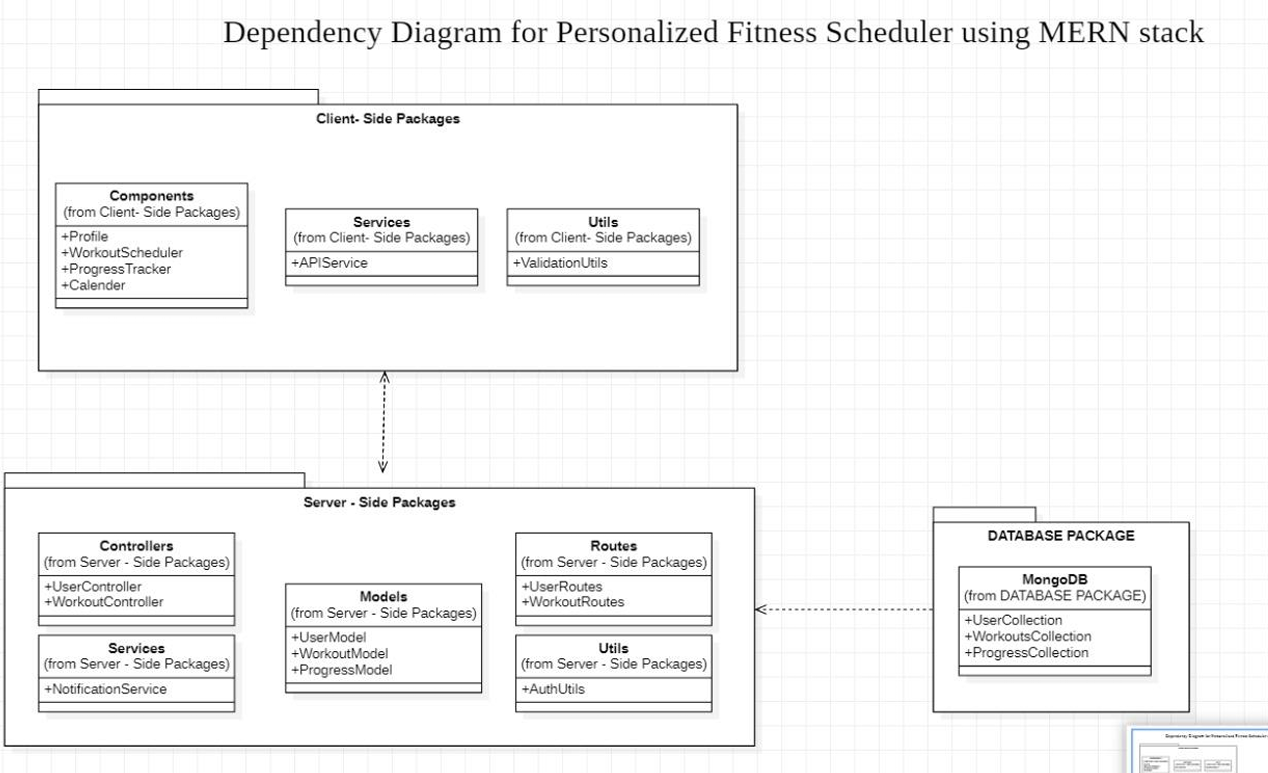 Dependency Diagram for Personalized Fitness Scheduler using MERN stack
Client- Side Packages
Components
(from Client- Side Packages)
+Profile
+WorkoutScheduler
+ProgressTracker
+Calender
Services
(from Client- Side Packages)
+APIService
Utils
(from Client- Side Packages)
+ValidationUtils
Server - Side Packages
Controllers
(from Server - Side Packages)
+UserController
+WorkoutController
Services
(from Server - Side Packages)
+NotificationService
Models
(from Server - Side Packages)
+UserModel
+WorkoutModel
+ProgressModel
Routes
(from Server - Side Packages)
+UserRoutes
+WorkoutRoutes
Utils
(from Server - Side Packages)
+AuthUtils
DATABASE PACKAGE
MongoDB
(from DATABASE PACKAGE)
+UserCollection
+WorkoutsCollection
+ProgressCollection